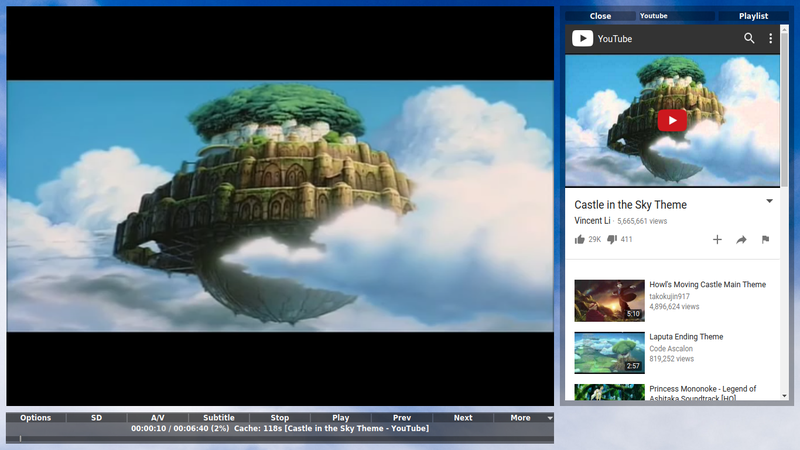 Close Youtube Playlist
YouTube
Castle in the Sky Theme
Vincent Li · 5,665,661 views
29K 411
Howl's Moving Castle Main Theme
takokujin917
4,896,624 views
5:10
Laputa Ending Theme
Code Ascalon
819,252 views
2:57
Princess Mononoke - Legend of
Ashitaka Soundtrack [HQ]
Options SD A/V Subtitle Stop Play Prev Next More
00:00:10 / 00:06:40 (2%) Cache: 118s [Castle in the Sky Theme - YouTube]